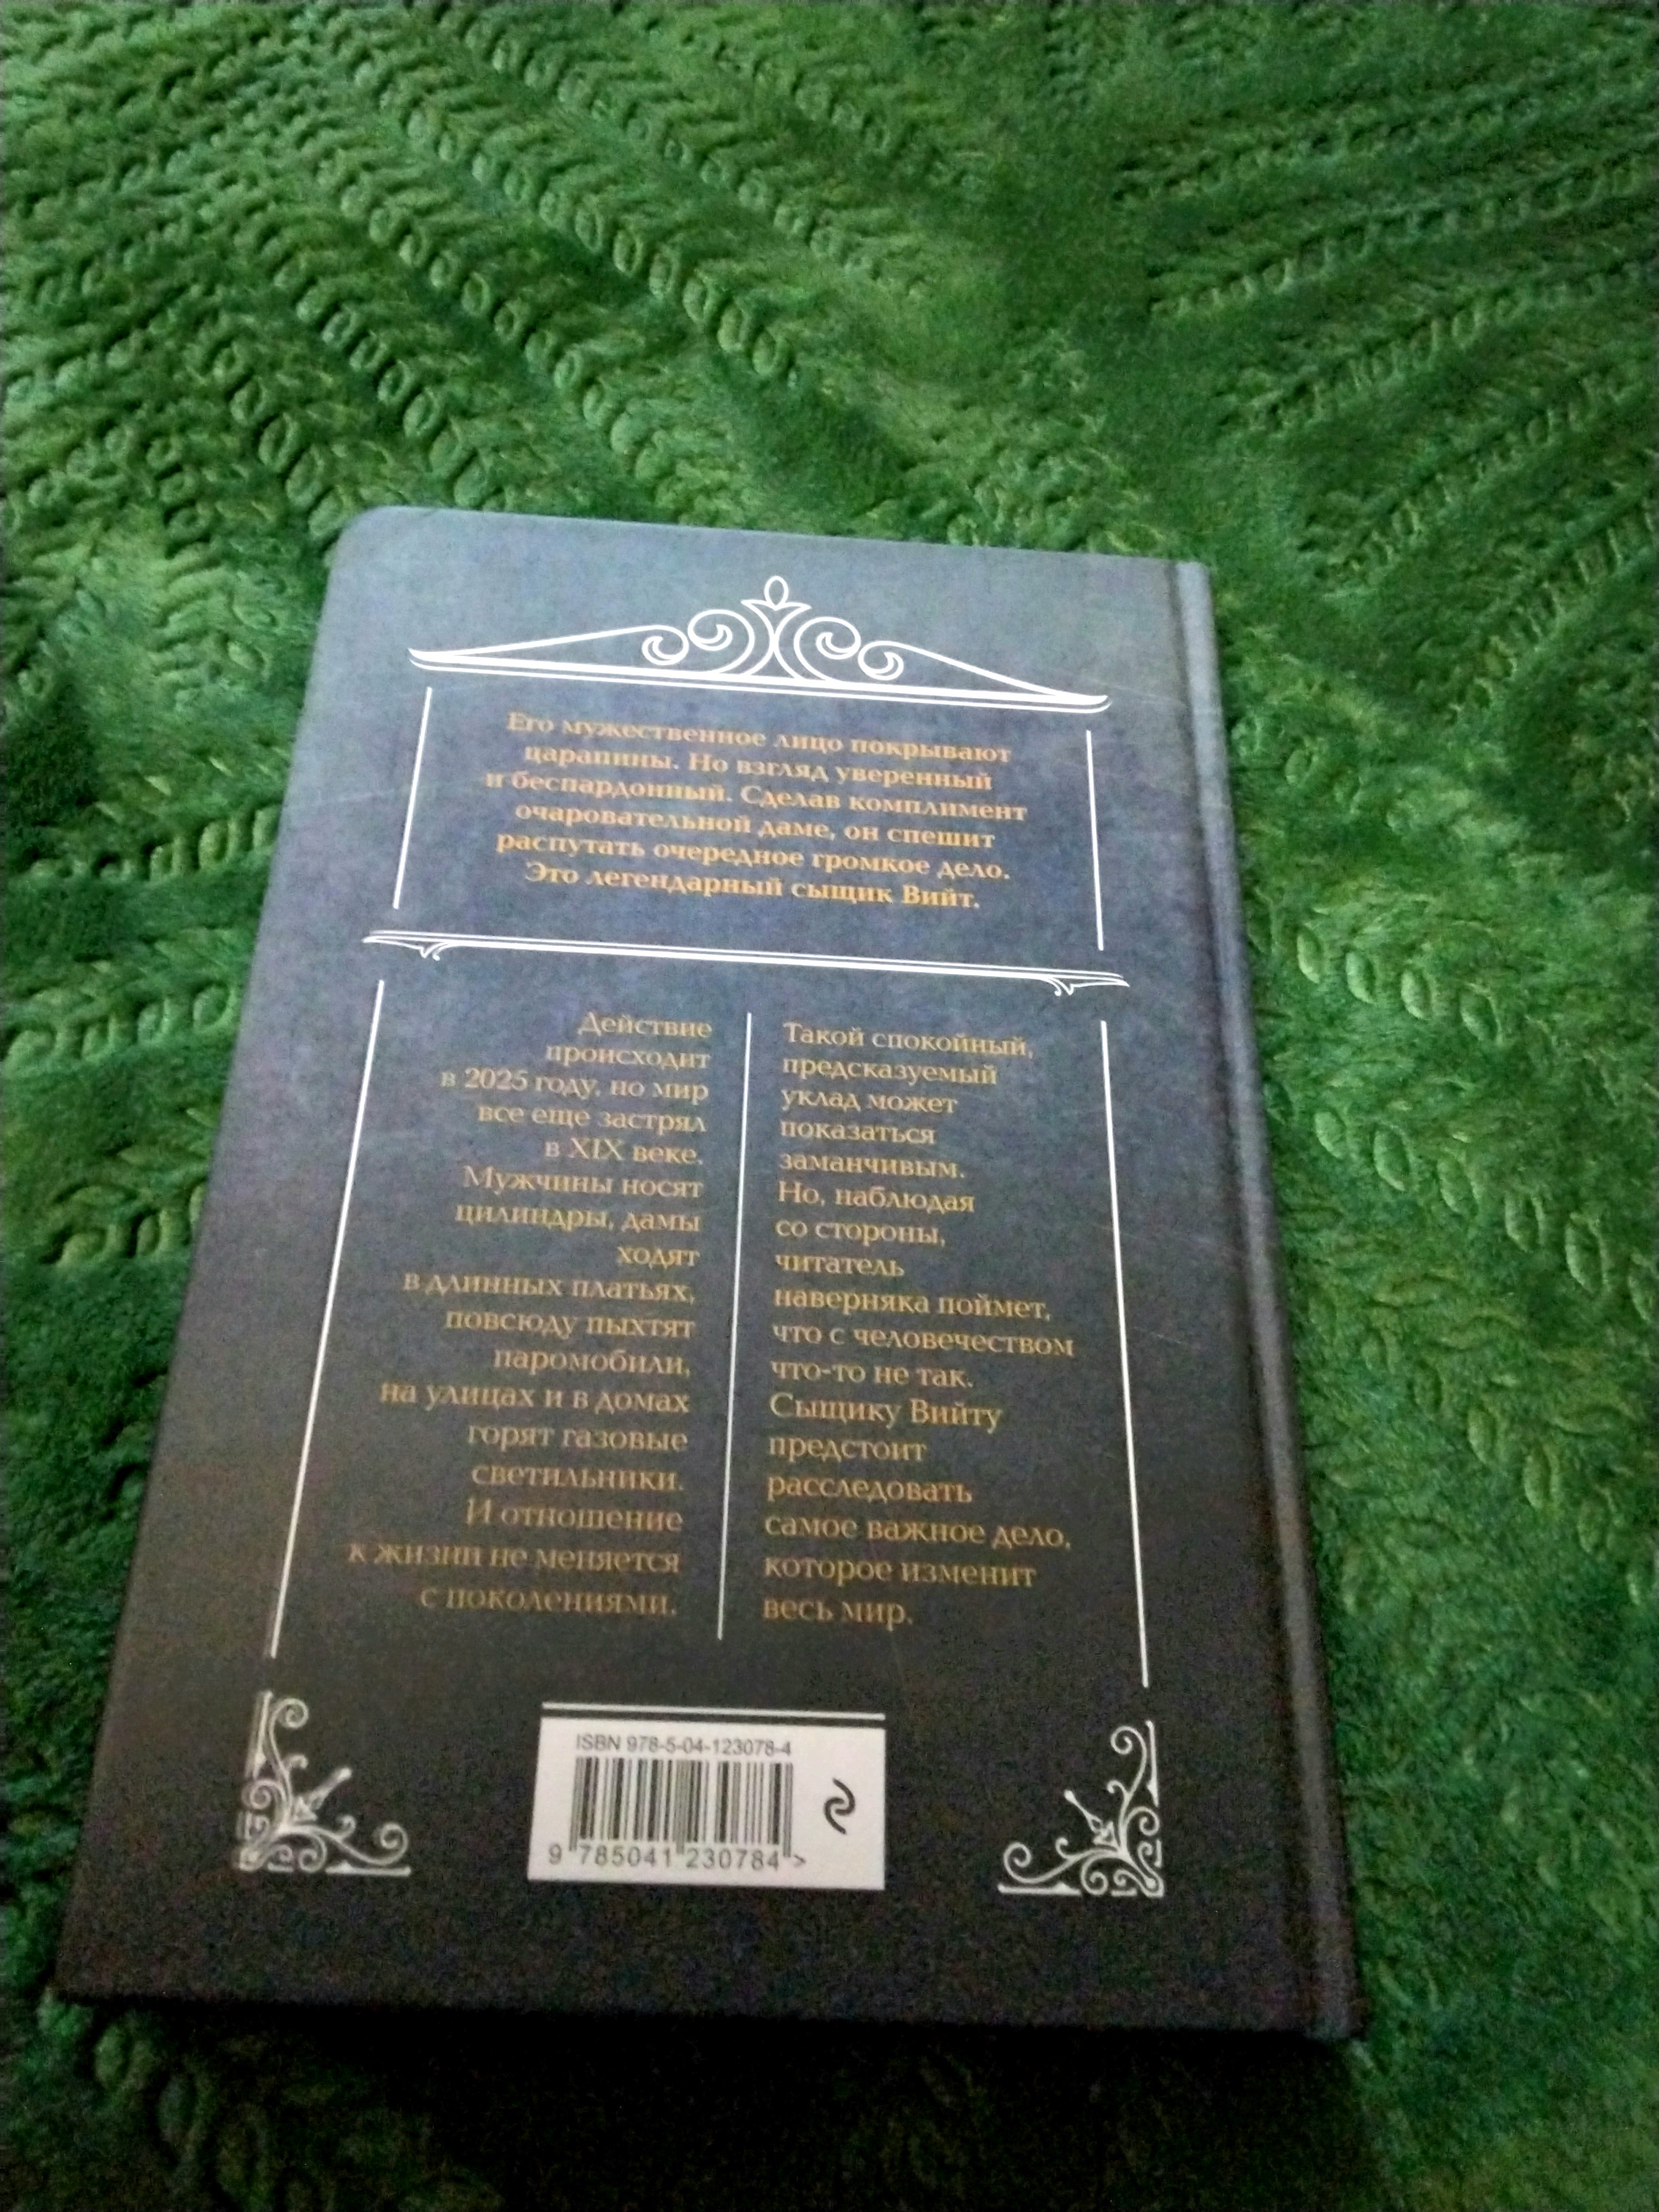 Его мужественное лицо покрывают
царапины. Но взгляд уверенный
и беспардонный. Сделав комплимент
очаровательной даме, он спешит
распутать очередное громкое дело.
Это легендарный сыщик Вийт.
Действие
происходит
в 2025 году, но мир
все еще застрял
в XIX веке.
Мужчины носят
цилиндры, дамы
ходят
в длинных платьях,
повсюду пыхтят
паромобили,
на улицах и в домах
горят газовые
светильники.
И отношение
к жизни не меняется
с поколениями.
Такой спокойный,
предсказуемый
уклад может
показаться
заманчивым.
Но, наблюдая
со стороны,
читатель
наверняка поймет,
что с человечеством
что-то не так.
Сыщику Вийту
предстоит
расследовать
самое важное дело,
которое изменит
весь мир.
ISBN 978-5-04-123078-4
9 785041 230784 >